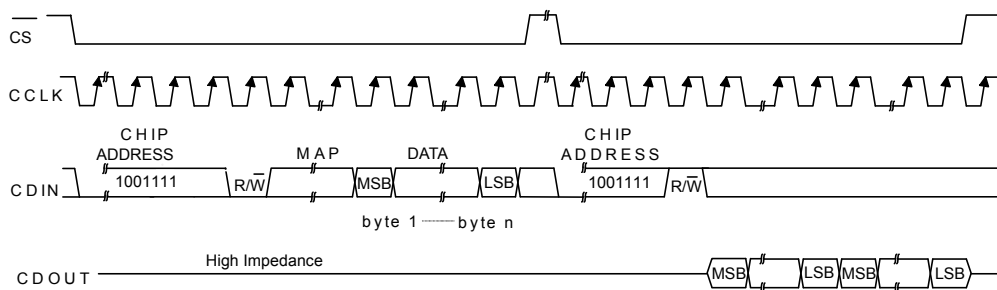 CS
CCLK
CHIP ADDRESS MAP DATA CHIP ADDRESS
CDIN 1001111 R/W MSB LSB 1001111 R/W
byte 1 byte n
High Impedance
CDOUT MSB LSB MSB LSB